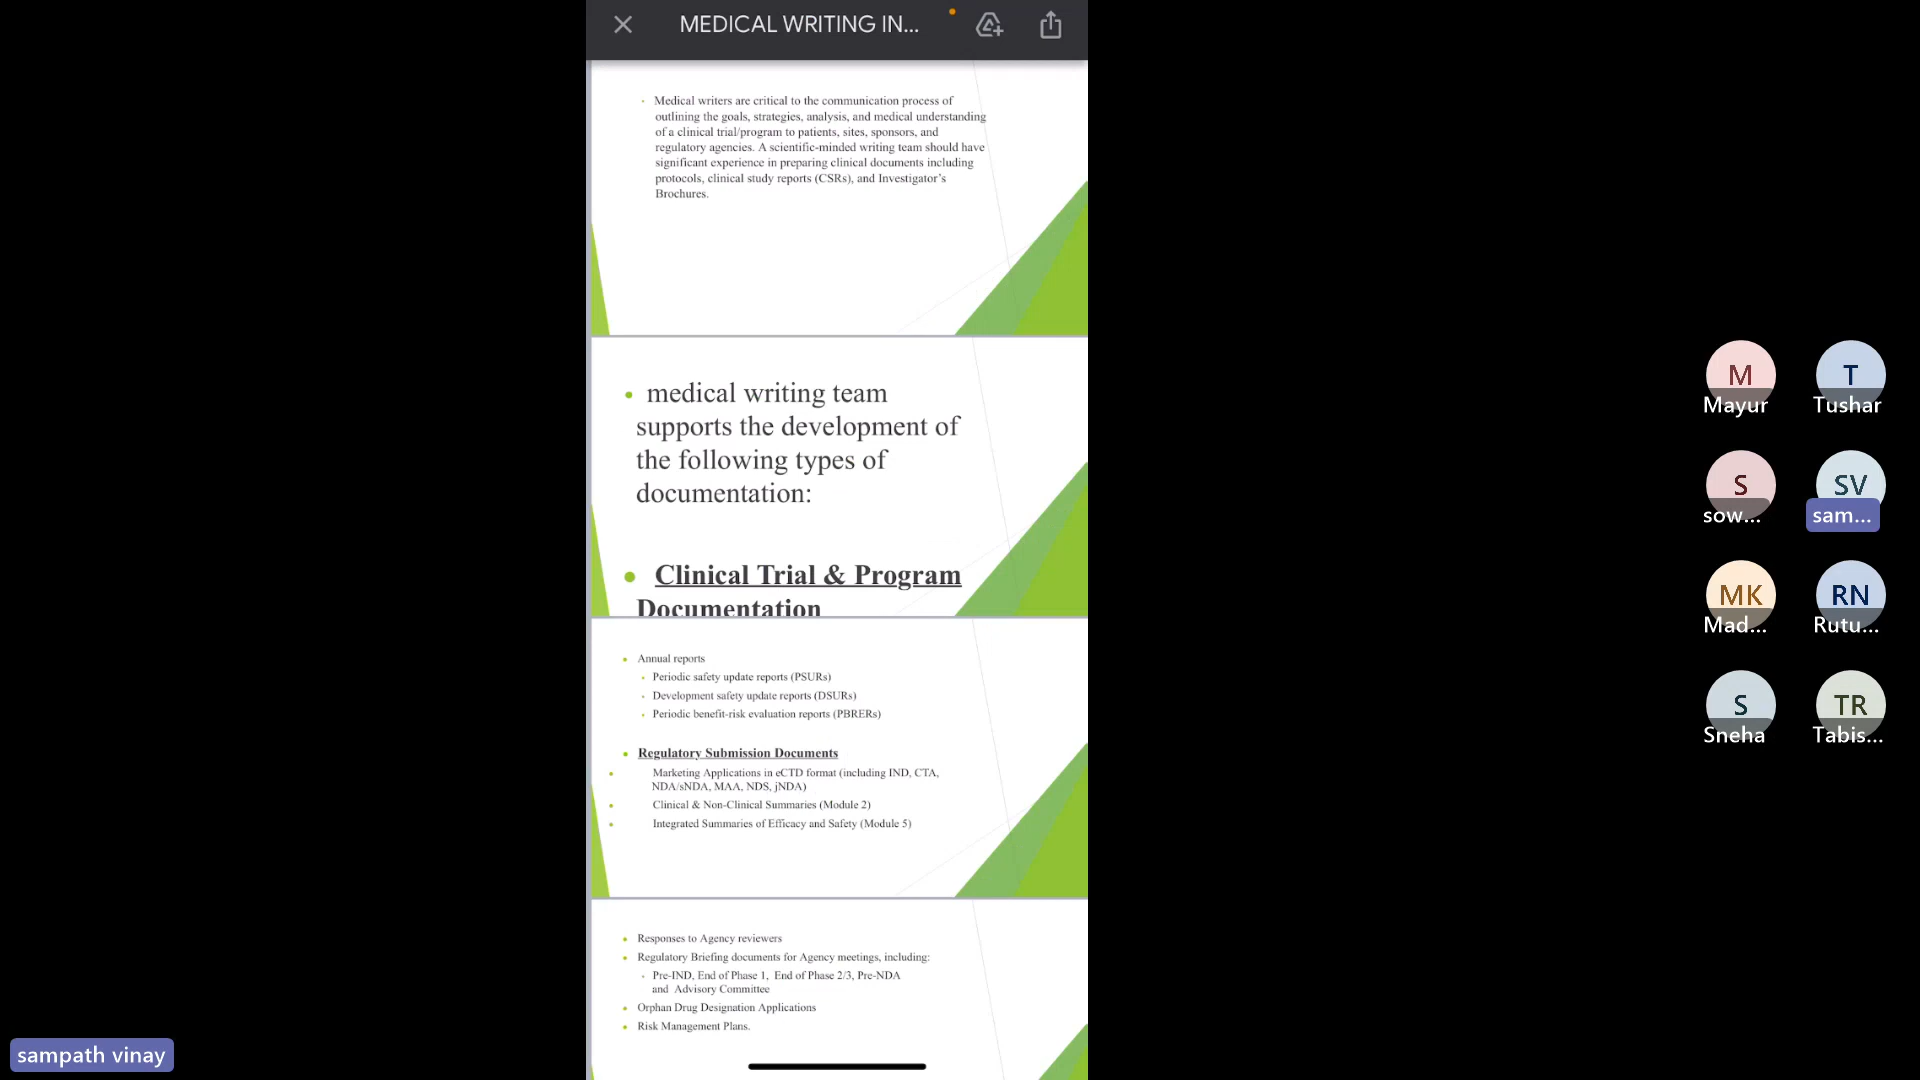 MEDICAL WRITING IN...
Medical writers are critical to the communication process of
outlining the goals, strategies, analysis, and medical understanding
of a clinical trial/program to patients, sites, sponsors, and
regulatory agencies. A scientific-minded writing team should have
significant experience in preparing clinical documents including
protocols, clinical study reports (CSRs), and Investigator's
Brochures.
medical writing team
supports the development of
the following types of
documentation:
Clinical Trial & Program
Documentation
Annual reports
Periodic safety update reports (PSURs)
Development safety update reports (DSURs)
Periodic benefit-risk evaluation reports (PBRERs)
Regulatory Submission Documents
Marketing Applications in eCTD format (including IND, CTA,
NDA/sNDA, MAA, NDS, jNDA)
Clinical & Non-Clinical Summaries (Module 2)
Integrated Summaries of Efficacy and Safety (Module 5)
Responses to Agency reviewers
Regulatory Briefing documents for Agency meetings, including:
Pre-IND, End of Phase 1, End of Phase 2/3, Pre-NDA
and Advisory Committee
Orphan Drug Designation Applications
Risk Management Plans.
M
Mayur
T
Tushar
S
sow...
SV
sam...
MK
Mad...
RN
Rutu...
S
Sneha
TR
Tabis...
sampath vinay